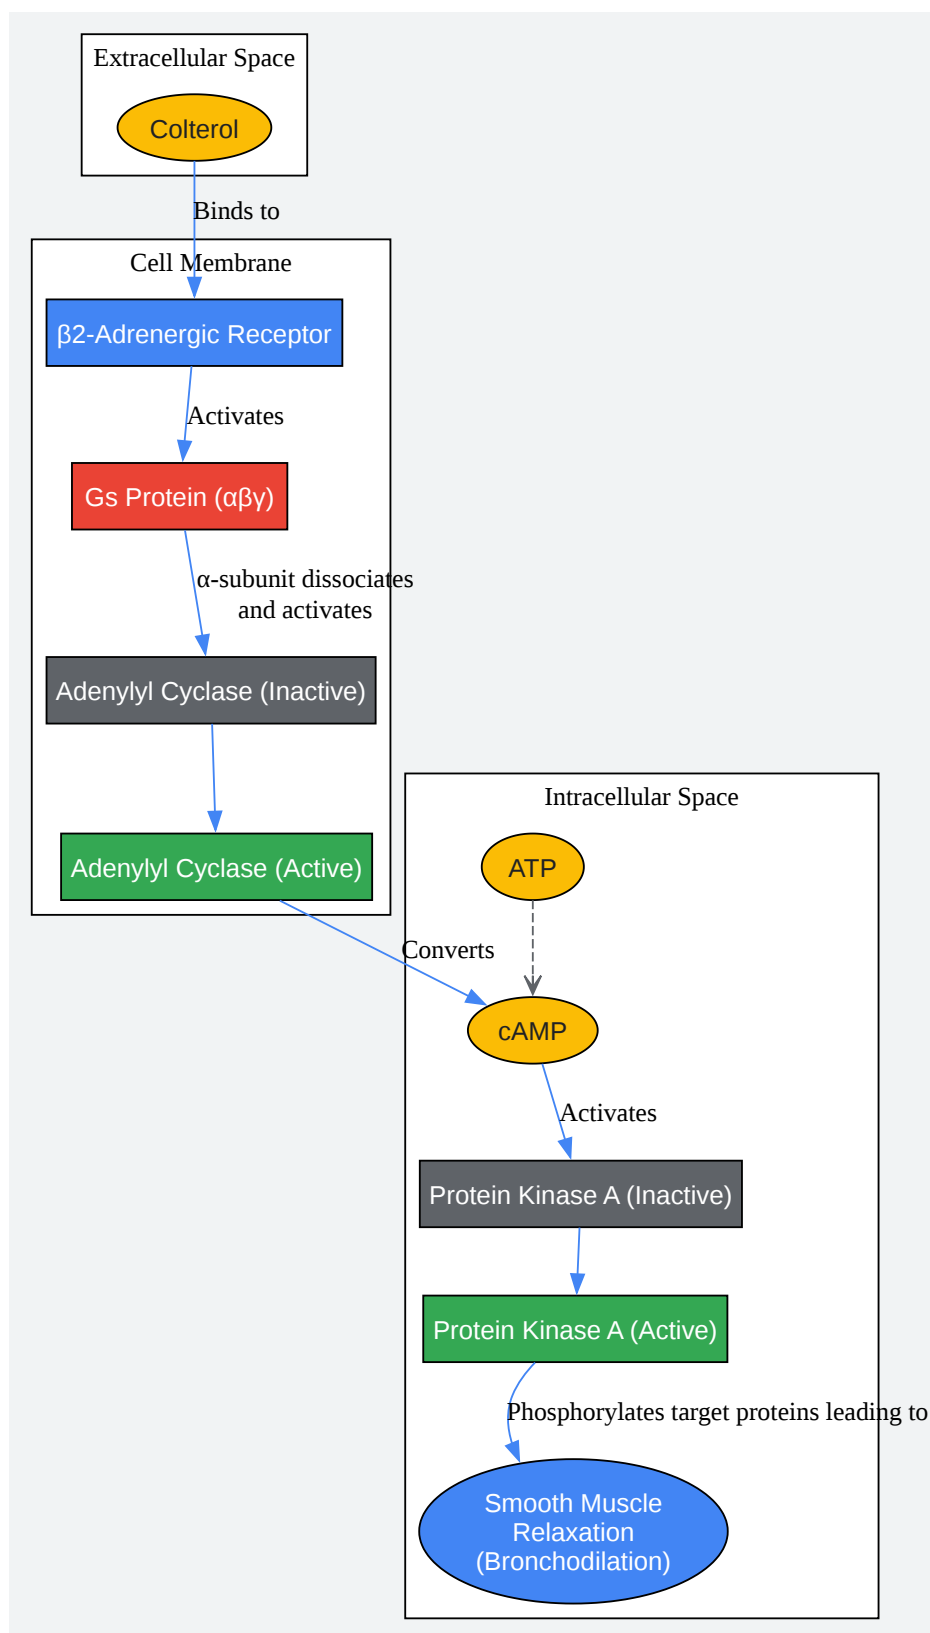 Extracellular Space
Colterol
Binds to
Cell Membrane
β2-Adrenergic Receptor
Activates
Gs Protein (αβγ)
α-subunit dissociates
and activates
Adenylyl Cyclase (Inactive)
Adenylyl Cyclase (Active)
Intracellular Space
ATP
Converts
cAMP
Activates
Protein Kinase A (Inactive)
Protein Kinase A (Active)
Phosphorylates target proteins leading to
Smooth Muscle
Relaxation
(Bronchodilation)